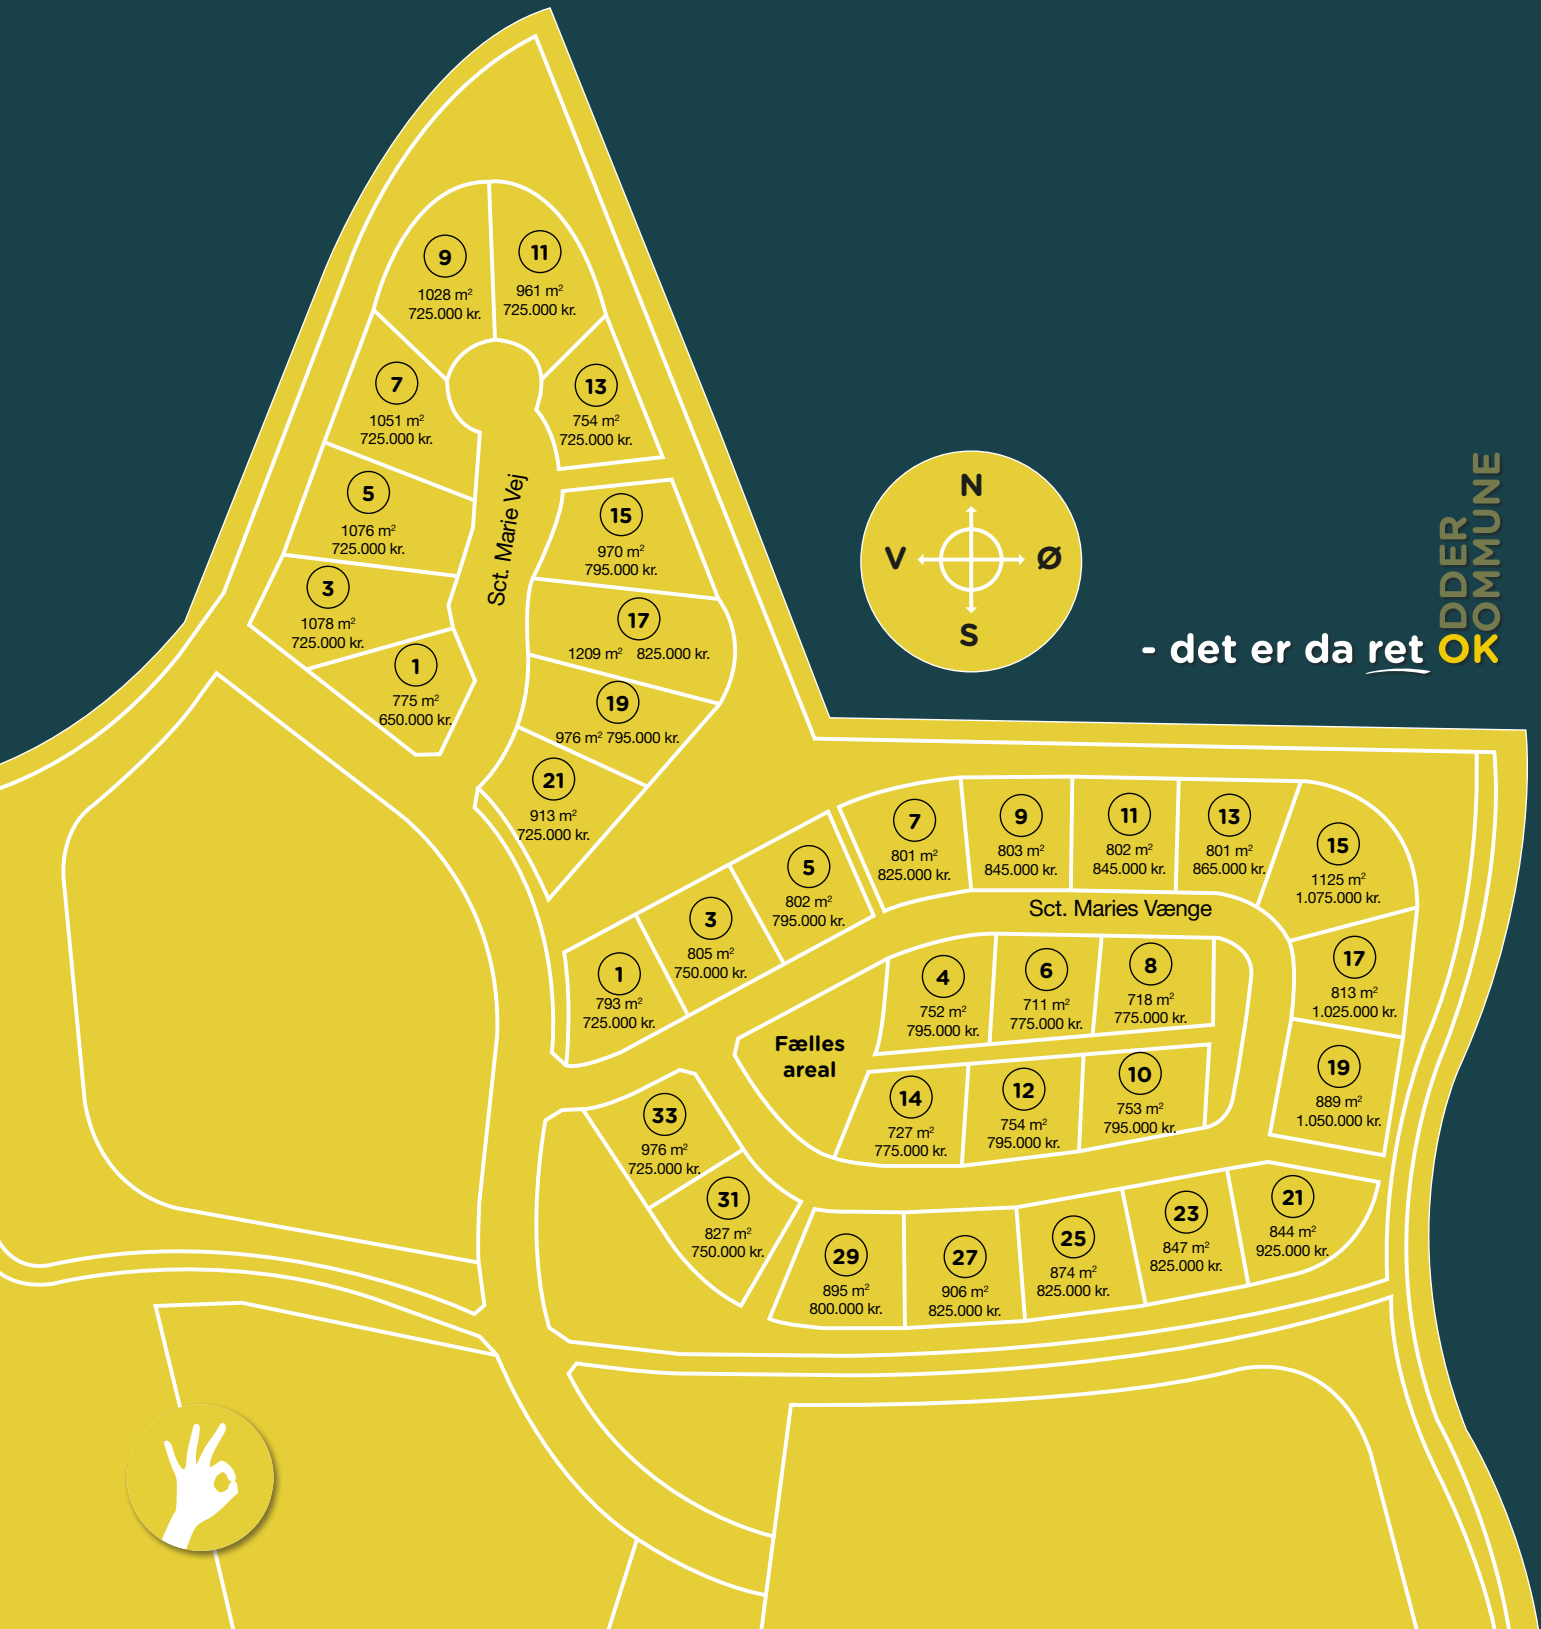 9
1028 m²
725.000 kr.
11
961 m²
725.000 kr.
7
1051 m²
725.000 kr.
13
754 m²
725.000 kr.
5
1076 m²
725.000 kr.
Sct. Marie Vej
15
970 m²
795.000 kr.
3
1078 m²
725.000 kr.
17
1209 m² 825.000 kr.
1
775 m²
650.000 kr.
19
976 m² 795.000 kr.
21
913 m²
725.000 kr.
N
V
Ø
S
ODDER
KOMMUNE
- det er da ret OK
7
801 m²
825.000 kr.
9
803 m²
845.000 kr.
11
802 m²
845.000 kr.
13
801 m²
865.000 kr.
15
1125 m²
1.075.000 kr.
5
802 m²
795.000 kr.
3
805 m²
750.000 kr.
1
793 m²
725.000 kr.
Sct. Maries Vænge
4
752 m²
795.000 kr.
6
711 m²
775.000 kr.
8
718 m²
775.000 kr.
17
813 m²
1.025.000 kr.
Fælles
areal
14
727 m²
775.000 kr.
12
754 m²
795.000 kr.
10
753 m²
795.000 kr.
19
889 m²
1.050.000 kr.
33
976 m²
725.000 kr.
31
827 m²
750.000 kr.
29
895 m²
800.000 kr.
27
906 m²
825.000 kr.
25
874 m²
825.000 kr.
23
847 m²
825.000 kr.
21
844 m²
925.000 kr.